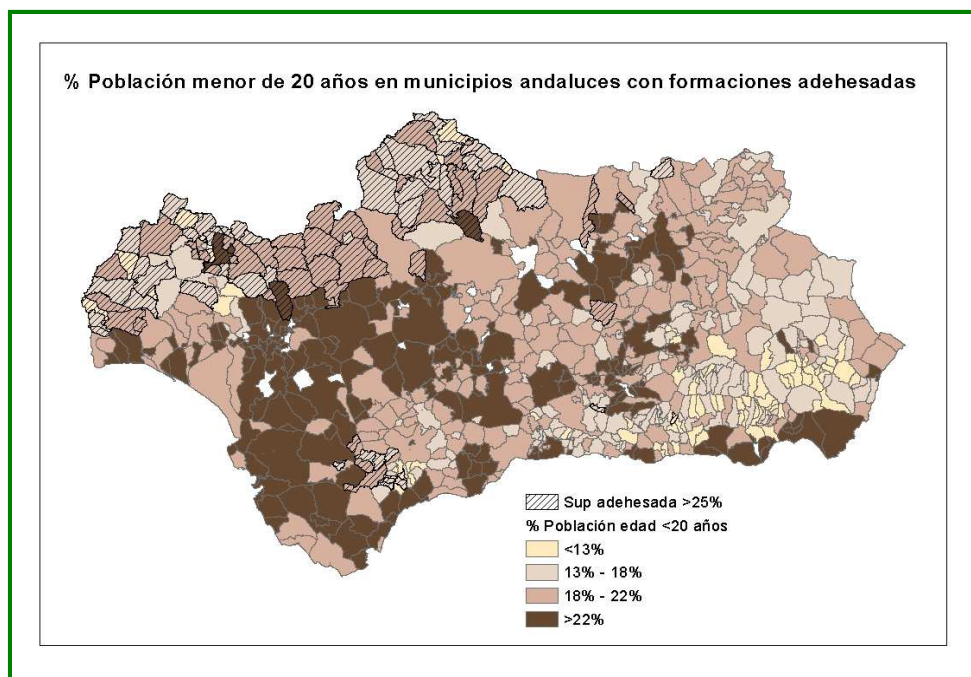 % Población menor de 20 años en municipios andaluces con formaciones adehesadas
Sup adehesada >25%
% Población edad <20 años
<13%
13% - 18%
18% - 22%
>22%